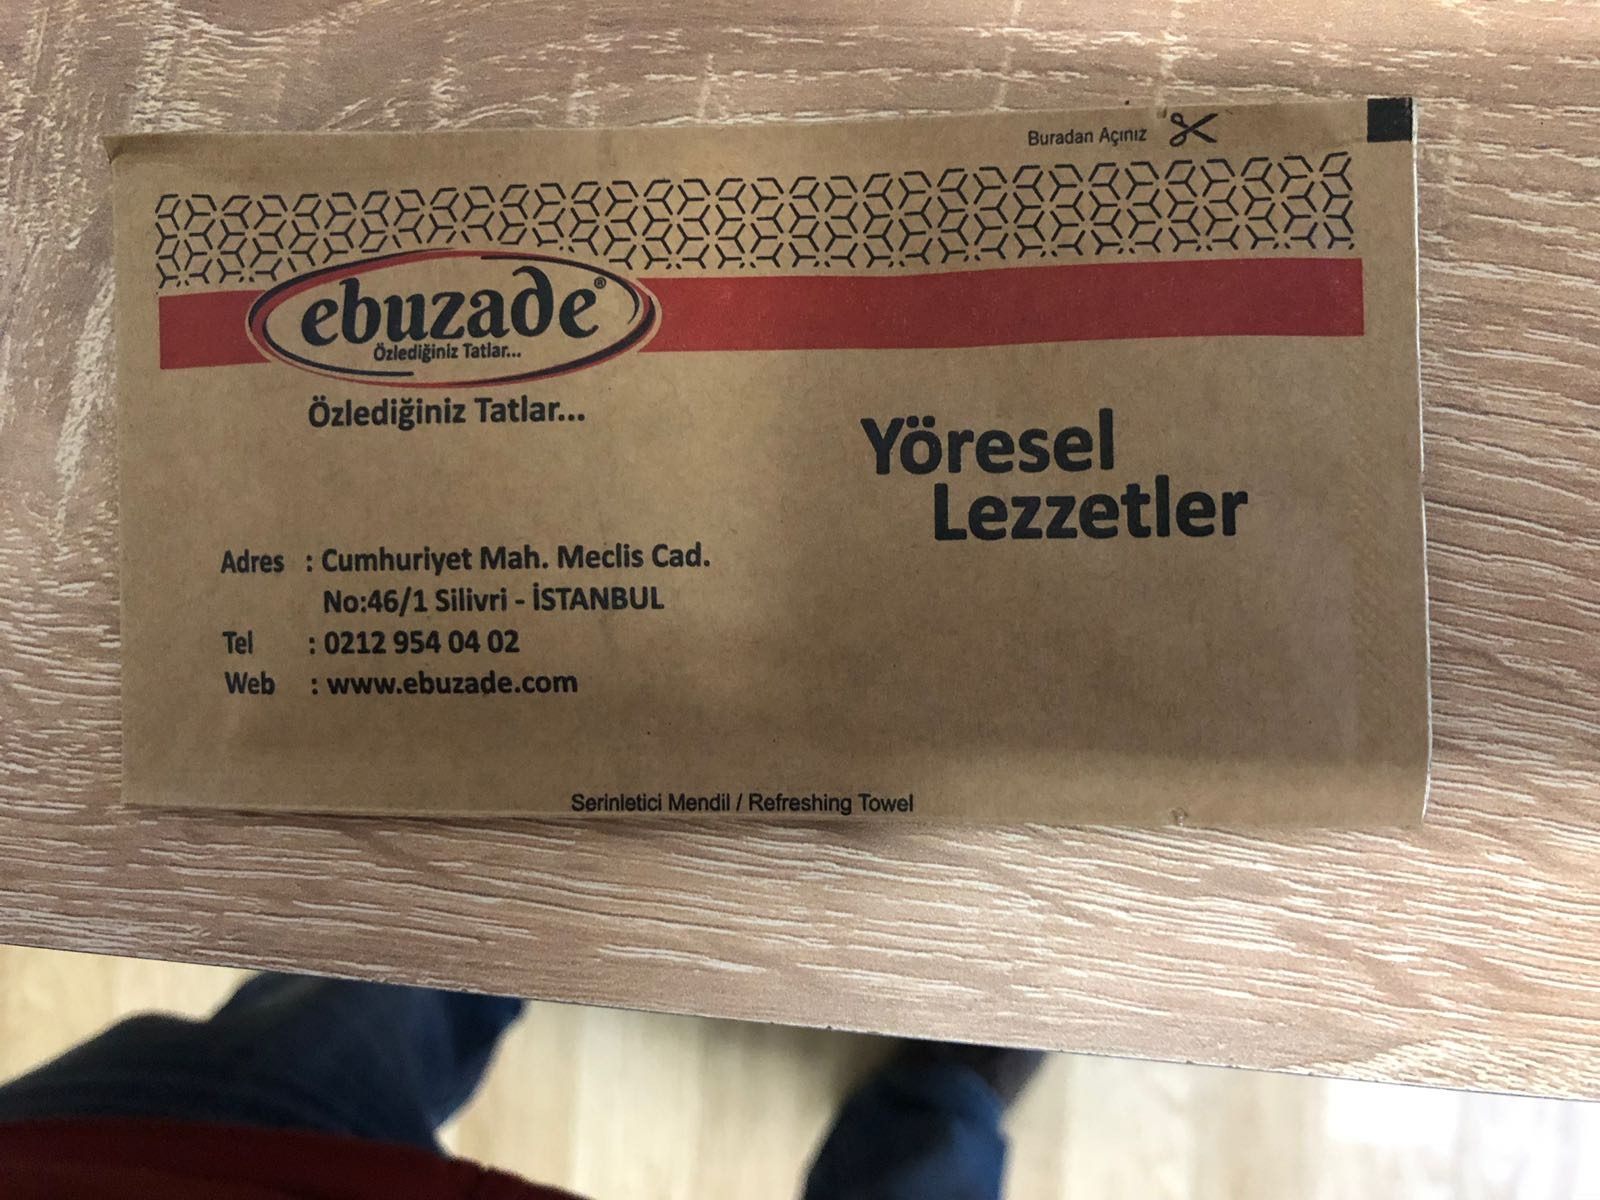 Buradan Açınız
ebuzade®
Özlediğiniz Tatlar...
Özlediğiniz Tatlar...
Yöresel
Lezzetler
Adres : Cumhuriyet Mah. Meclis Cad.
No:46/1 Silivri - İSTANBUL
Tel : 0212 954 04 02
Web : www.ebuzade.com
Serinletici Mendil / Refreshing Towel